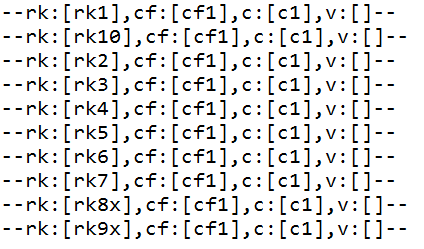 --rk:[rk1],cf:[cf1],c:[c1],v:[]--
--rk:[rk10],cf:[cf1],c:[c1],v:[]--
--rk:[rk2],cf:[cf1],c:[c1],v:[]--
--rk:[rk3],cf:[cf1],c:[c1],v:[]--
--rk:[rk4],cf:[cf1],c:[c1],v:[]--
--rk:[rk5],cf:[cf1],c:[c1],v:[]--
--rk:[rk6],cf:[cf1],c:[c1],v:[]--
--rk:[rk7],cf:[cf1],c:[c1],v:[]--
--rk:[rk8x],cf:[cf1],c:[c1],v:[]--
--rk:[rk9x],cf:[cf1],c:[c1],v:[]--